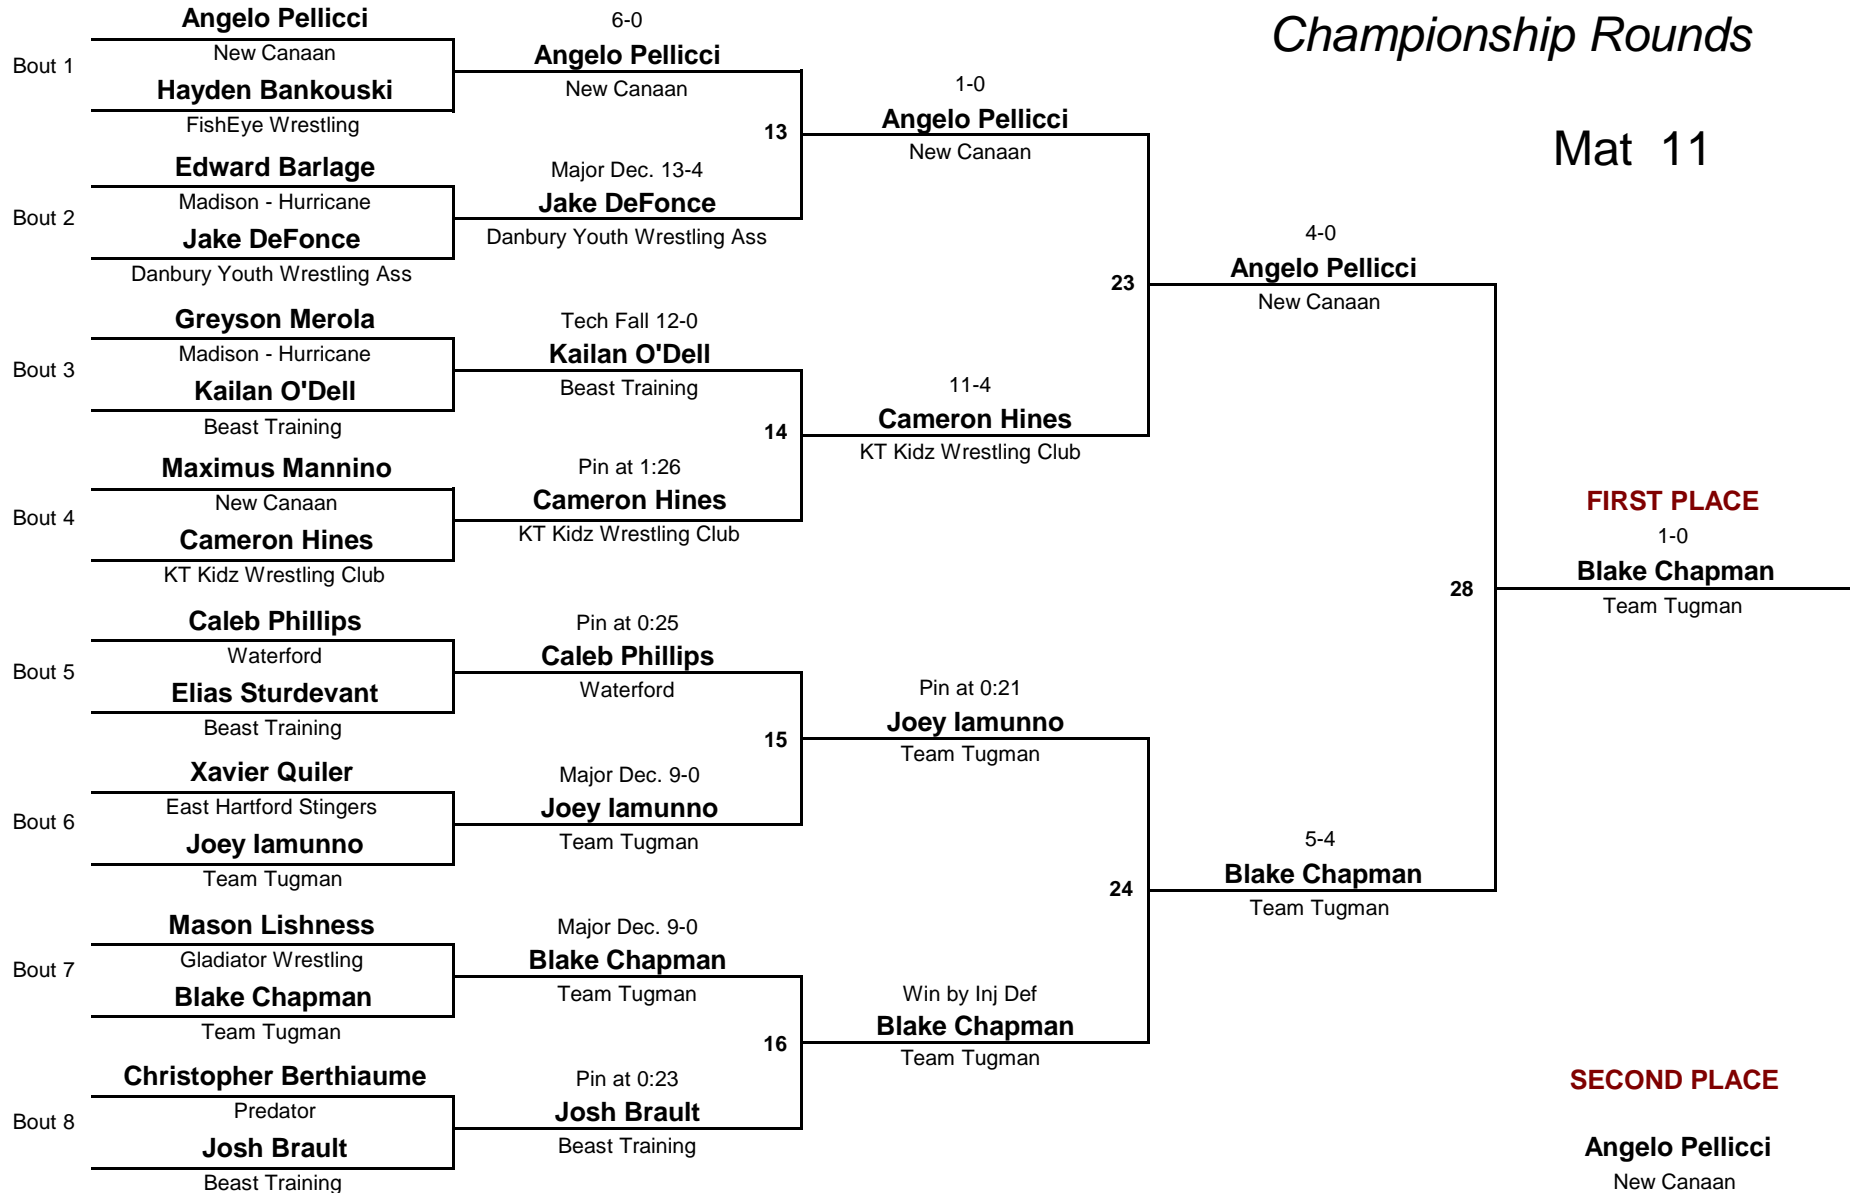 Championship Rounds
Mat 11
Bout 1
Angelo Pellicci
New Canaan
Hayden Bankouski
FishEye Wrestling
Bout 2
Edward Barlage
Madison - Hurricane
Jake DeFonce
Danbury Youth Wrestling Ass
Bout 3
Greyson Merola
Madison - Hurricane
Kailan O'Dell
Beast Training
Bout 4
Maximus Mannino
New Canaan
Cameron Hines
KT Kidz Wrestling Club
Bout 5
Caleb Phillips
Waterford
Elias Sturdevant
Beast Training
Bout 6
Xavier Quiler
East Hartford Stingers
Joey Iamunno
Team Tugman
Bout 7
Mason Lishness
Gladiator Wrestling
Blake Chapman
Team Tugman
Bout 8
Christopher Berthiaume
Predator
Josh Brault
Beast Training
6-0
Angelo Pellicci
New Canaan
13
Major Dec. 13-4
Jake DeFonce
Danbury Youth Wrestling Ass
Tech Fall 12-0
Kailan O'Dell
Beast Training
14
Pin at 1:26
Cameron Hines
KT Kidz Wrestling Club
Pin at 0:25
Caleb Phillips
Waterford
15
Major Dec. 9-0
Joey Iamunno
Team Tugman
Major Dec. 9-0
Blake Chapman
Team Tugman
16
Pin at 0:23
Josh Brault
Beast Training
1-0
Angelo Pellicci
New Canaan
23
11-4
Cameron Hines
KT Kidz Wrestling Club
Pin at 0:21
Joey Iamunno
Team Tugman
24
Win by Inj Def
Blake Chapman
Team Tugman
4-0
Angelo Pellicci
New Canaan
28
5-4
Blake Chapman
Team Tugman
FIRST PLACE
1-0
Blake Chapman
Team Tugman
SECOND PLACE
Angelo Pellicci
New Canaan